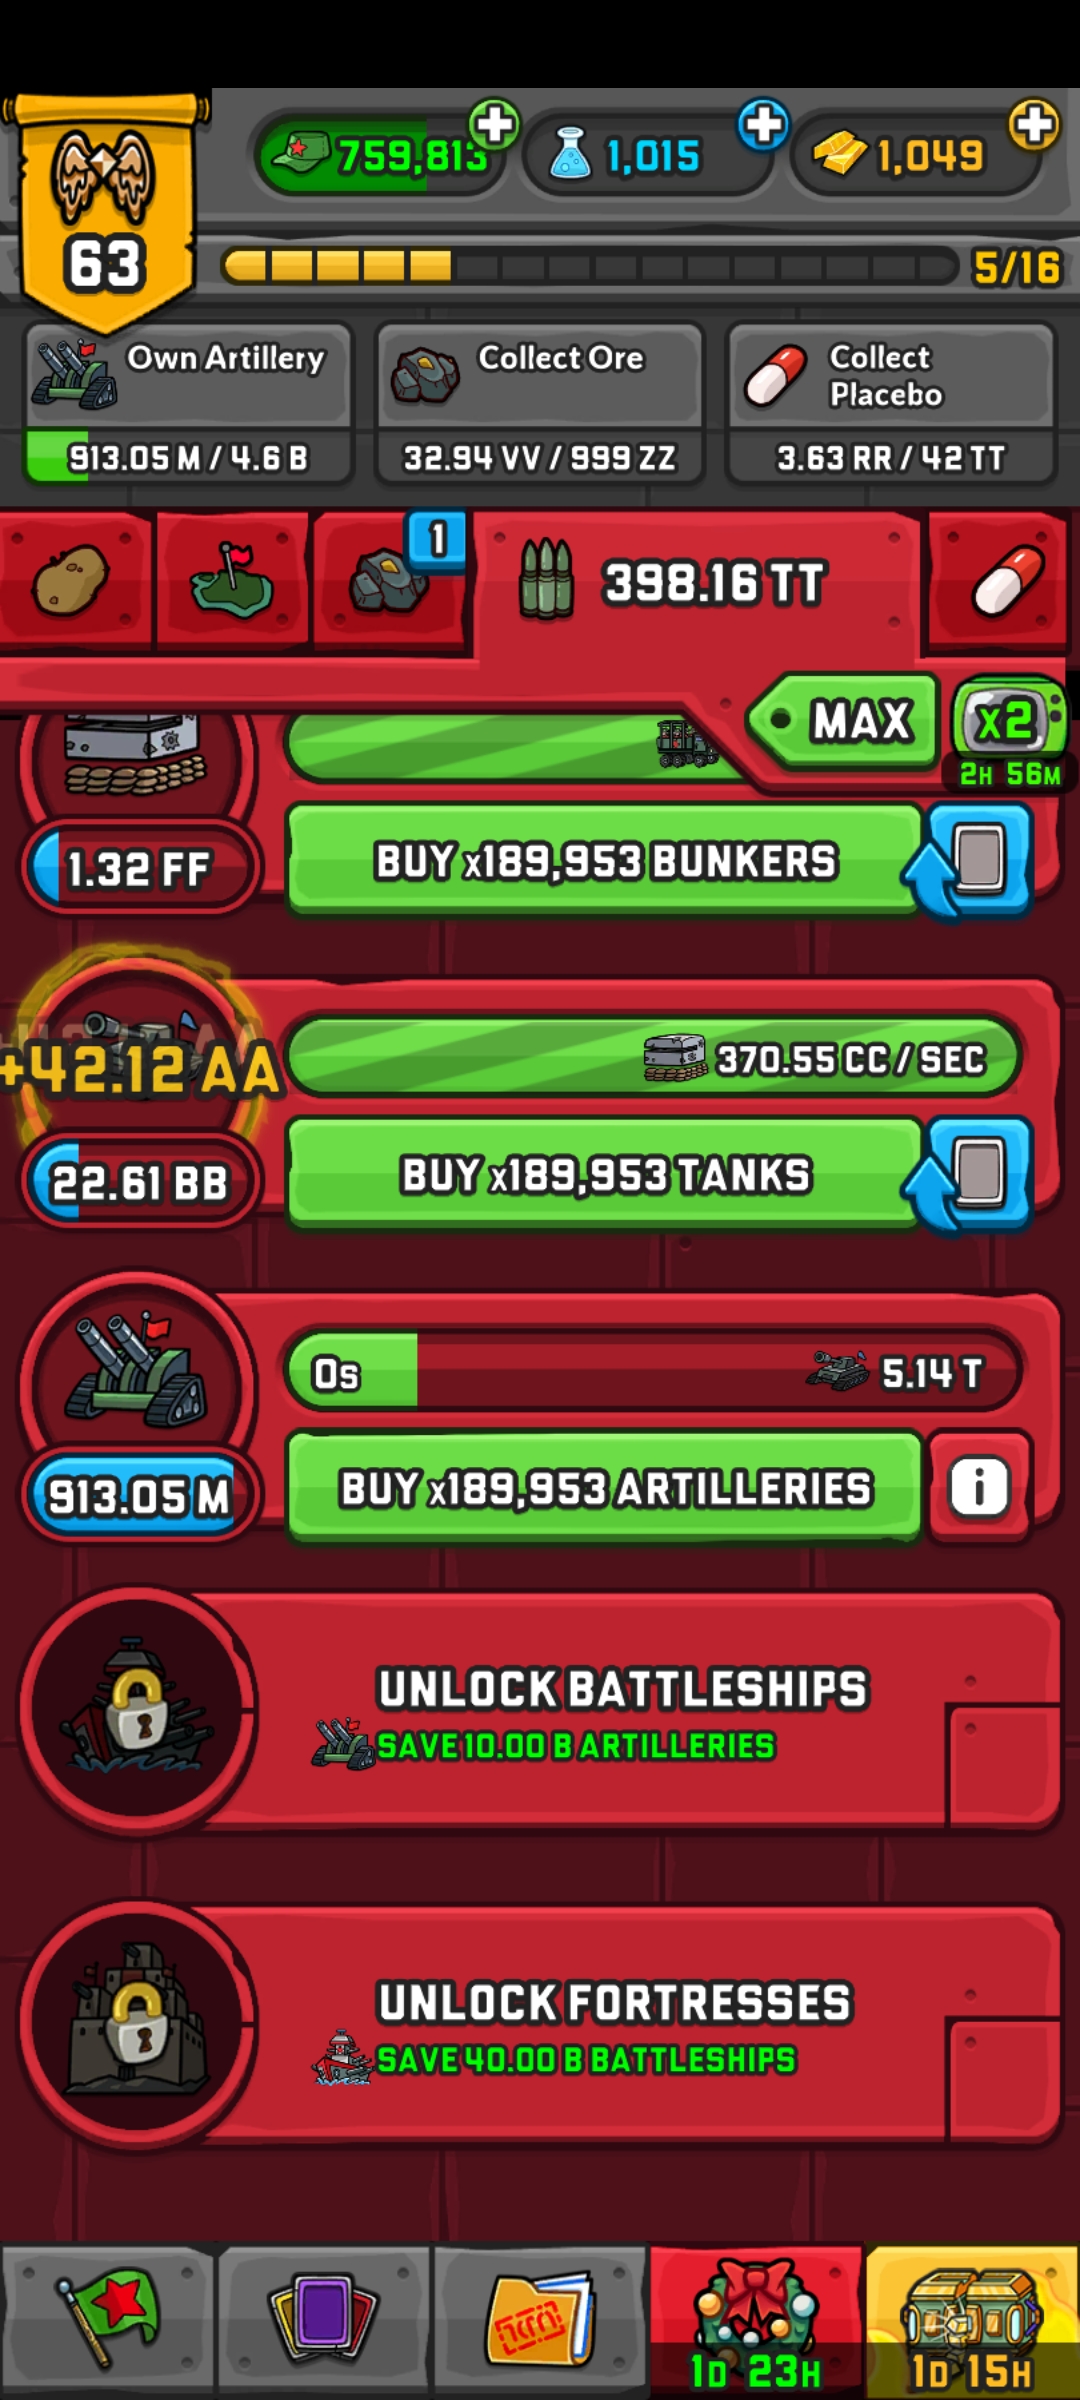 759,813
1,015
1,049
63
5/16
Own Artillery
913.05 M / 4.6 B
Collect Ore
32.94 VV / 999 ZZ
Collect
Placebo
3.63 RR / 42 TT
1
398.16 TT
MAX
x2
2H 56M
1.32 FF
BUY x189,953 BUNKERS
+42.12 AA
370.55 CC / SEC
22.61 BB
BUY x189,953 TANKS
0s
5.14 T
913.05 M
BUY x189,953 ARTILLERIES
i
UNLOCK BATTLESHIPS
SAVE 10.00 B ARTILLERIES
UNLOCK FORTRESSES
SAVE 40.00 B BATTLESHIPS
1D 23H
1D 15H